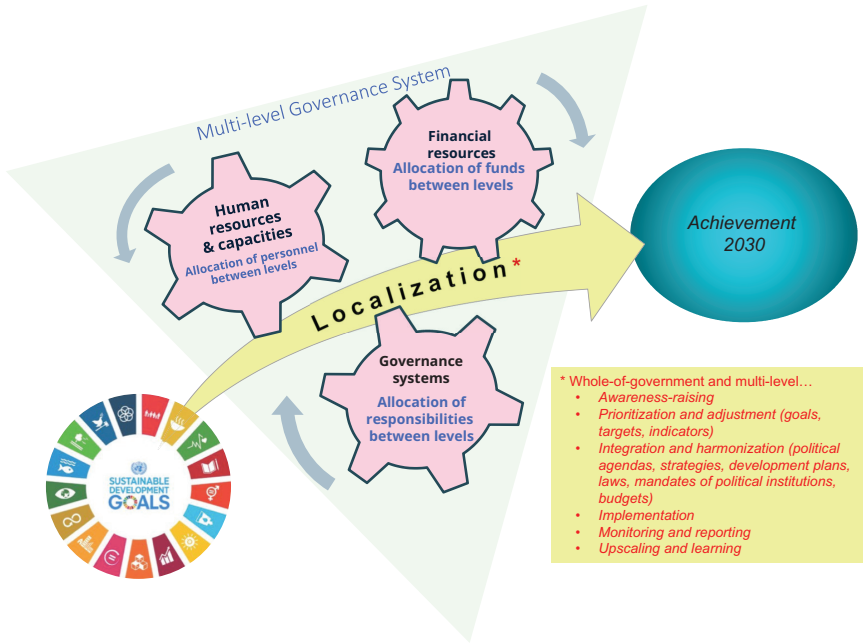 Multi-level Governance System
Financial
resources
Allocation of funds
between levels
Human
resources
& capacities
Allocation of personnel
between levels
Achievement
2030
Localization*
Governance
systems
Allocation of
responsibilities
between levels
SUSTAINABLE
DEVELOPMENT
GOALS
* Whole-of-government and multi-level…
• Awareness-raising
• Prioritization and adjustment (goals,
targets, indicators)
• Integration and harmonization (political
agendas, strategies, development plans,
laws, mandates of political institutions,
budgets)
• Implementation
• Monitoring and reporting
• Upscaling and learning